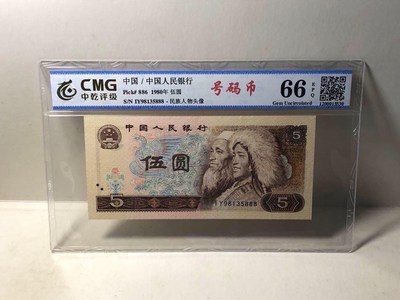 CMG
中乾评级
中国 / 中国人民银行
Pick# 886 1980年 伍圆
S/N IY98135888 - 民族人物头像
号码币
66 EPQ
Gem Uncirculated
中国人民银行
5
伍圆
5
IY98135888
5